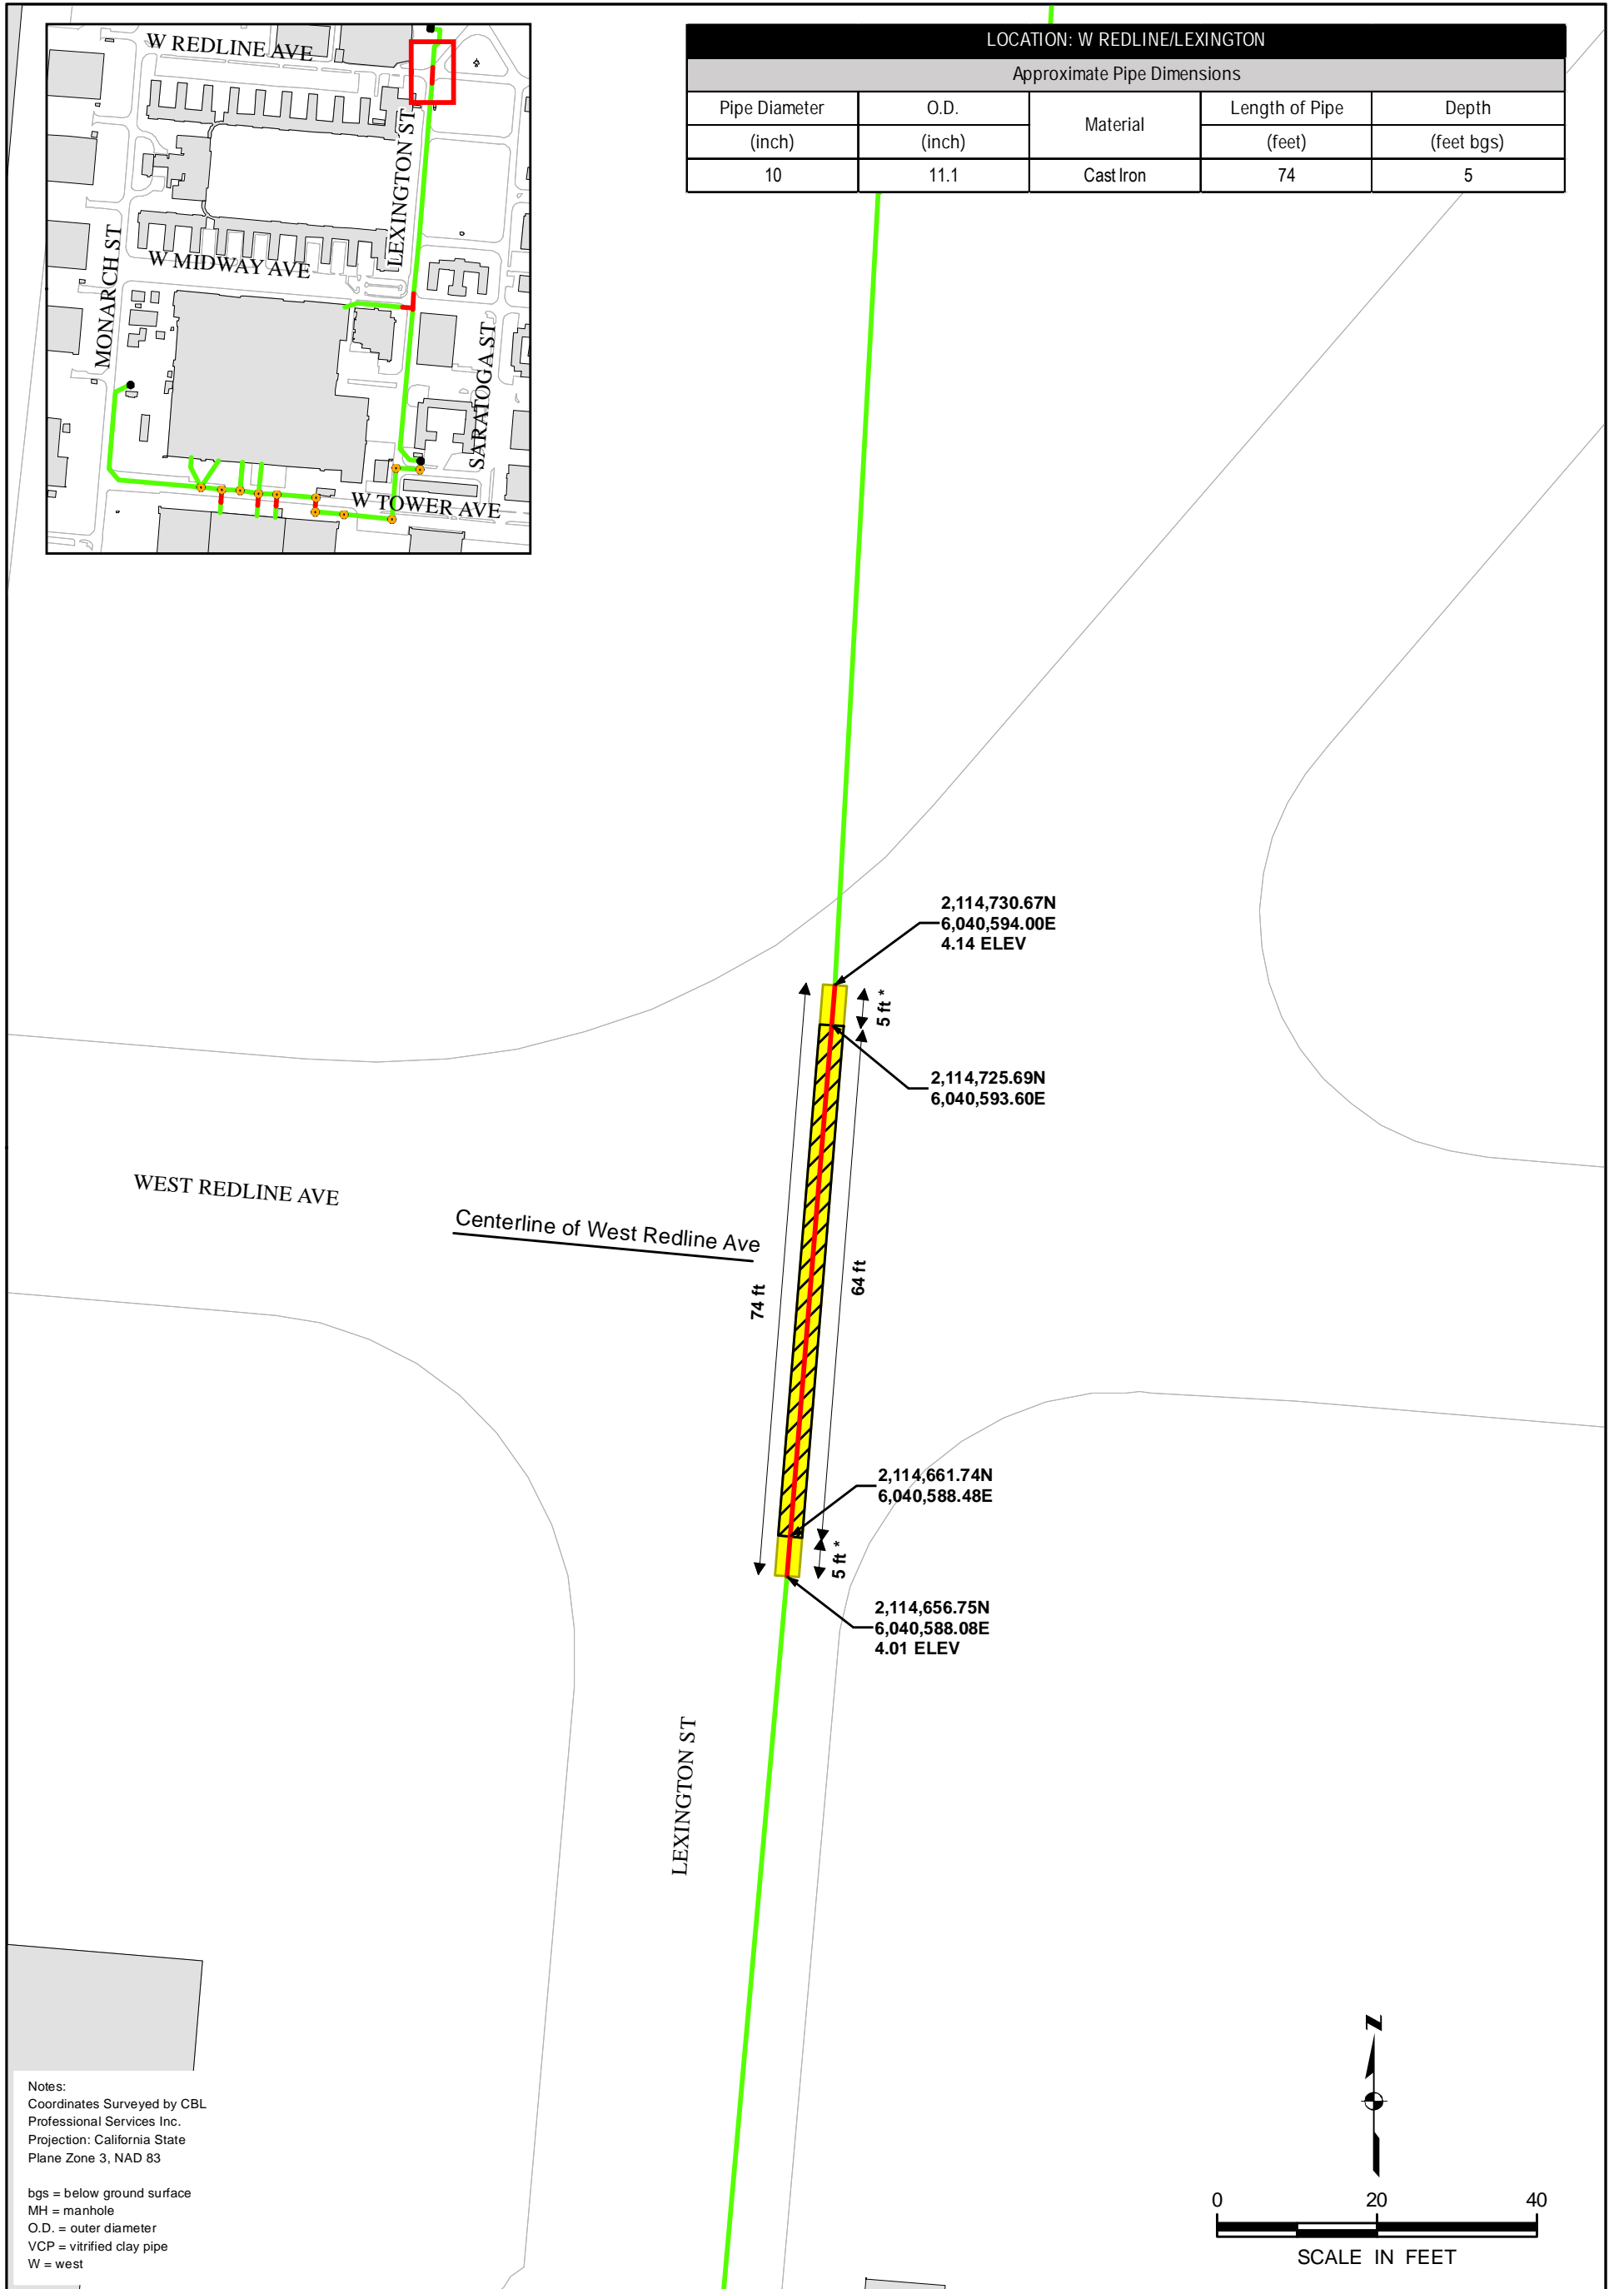 W REDLINE AVE
LEXINGTON ST
W MIDWAY AVE
MONARCH ST
SARATOGA ST
W TOWER AVE
LOCATION: W REDLINE/LEXINGTON
Approximate Pipe Dimensions
Pipe Diameter O.D. Material Length of Pipe Depth
(inch) (inch) (feet) (feet bgs)
10 11.1 Cast Iron 74 5
2,114,730.67N
6,040,594.00E
4.14 ELEV
5 ft *
2,114,725.69N
6,040,593.60E
WEST REDLINE AVE
Centerline of West Redline Ave
74 ft
64 ft
2,114,661.74N
6,040,588.48E
5 ft *
2,114,656.75N
6,040,588.08E
4.01 ELEV
LEXINGTON ST
Notes:
Coordinates Surveyed by CBL
Professional Services Inc.
Projection: California State
Plane Zone 3, NAD 83
bgs = below ground surface
MH = manhole
O.D. = outer diameter
VCP = vitrified clay pipe
W = west
N
0 20 40
SCALE IN FEET